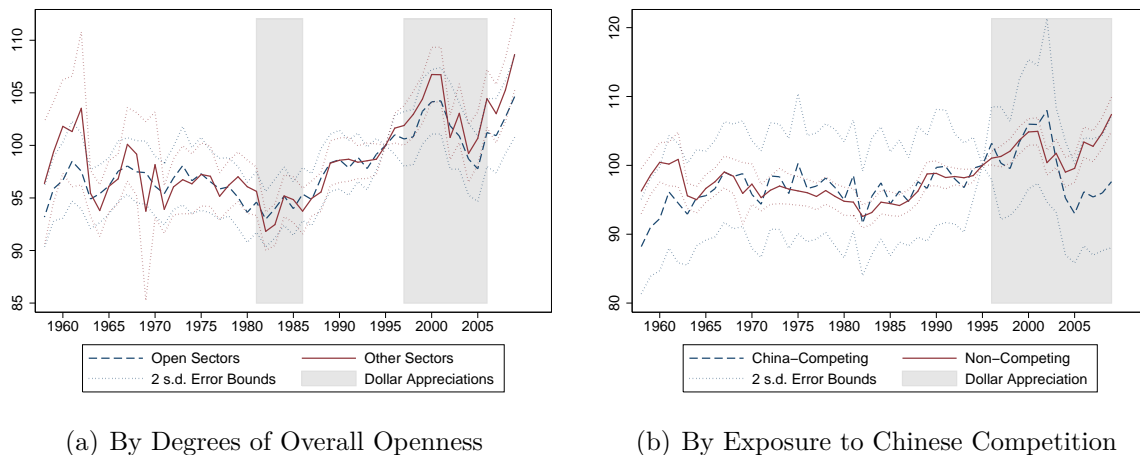 110
105
100
95
90
85
1960 1965 1970 1975 1980 1985 1990 1995 2000 2005
Open Sectors Other Sectors
2 s.d. Error Bounds Dollar Appreciations
(a) By Degrees of Overall Openness
120
110
100
90
80
1960 1965 1970 1975 1980 1985 1990 1995 2000 2005
China−Competing Non−Competing
2 s.d. Error Bounds Dollar Appreciation
(b) By Exposure to Chinese Competition